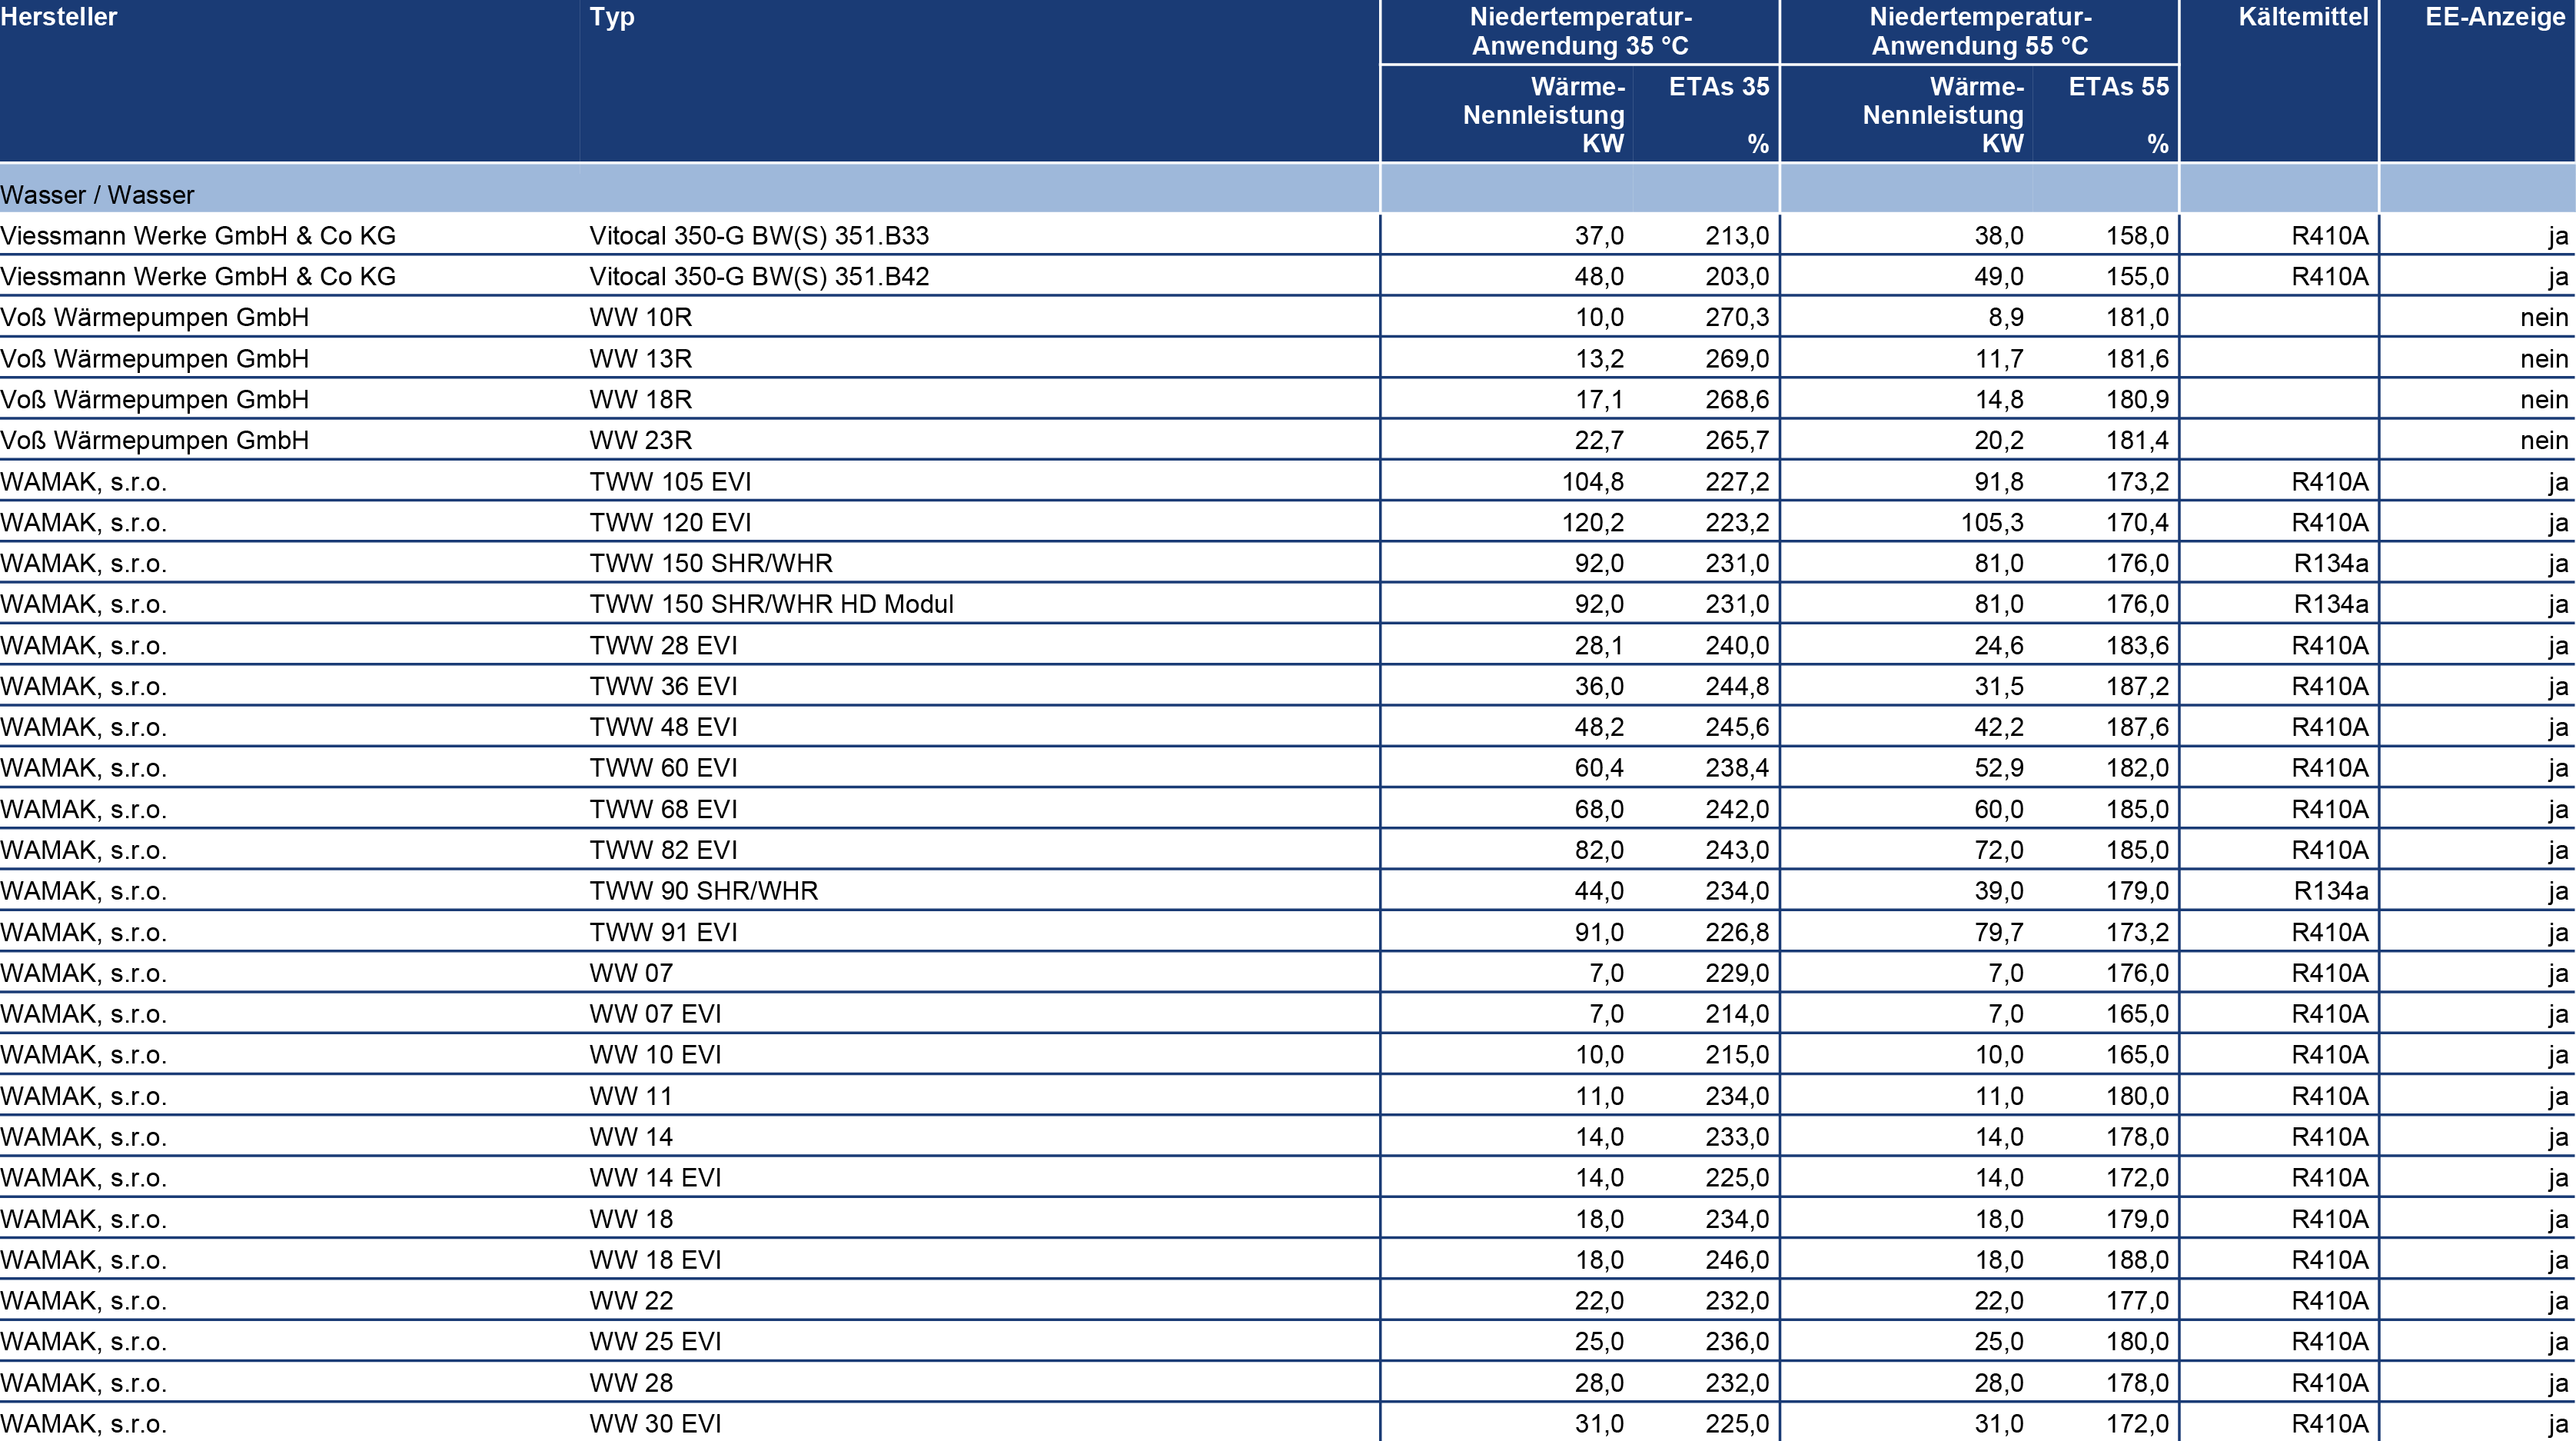 Hersteller Typ Niedertemperatur- Niedertemperatur- Kältemittel EE-Anzeige
Anwendung 35 °C Anwendung 55 °C
Wärme- ETAs 35 Wärme- ETAs 55
Nennleistung Nennleistung
KW % KW %
Wasser / Wasser
Viessmann Werke GmbH & Co KG Vitocal 350-G BW(S) 351.B33 37,0 213,0 38,0 158,0 R410A ja
Viessmann Werke GmbH & Co KG Vitocal 350-G BW(S) 351.B42 48,0 203,0 49,0 155,0 R410A ja
Voß Wärmepumpen GmbH WW 10R 10,0 270,3 8,9 181,0 nein
Voß Wärmepumpen GmbH WW 13R 13,2 269,0 11,7 181,6 nein
Voß Wärmepumpen GmbH WW 18R 17,1 268,6 14,8 180,9 nein
Voß Wärmepumpen GmbH WW 23R 22,7 265,7 20,2 181,4 nein
WAMAK, s.r.o. TWW 105 EVI 104,8 227,2 91,8 173,2 R410A ja
WAMAK, s.r.o. TWW 120 EVI 120,2 223,2 105,3 170,4 R410A ja
WAMAK, s.r.o. TWW 150 SHR/WHR 92,0 231,0 81,0 176,0 R134a ja
WAMAK, s.r.o. TWW 150 SHR/WHR HD Modul 92,0 231,0 81,0 176,0 R134a ja
WAMAK, s.r.o. TWW 28 EVI 28,1 240,0 24,6 183,6 R410A ja
WAMAK, s.r.o. TWW 36 EVI 36,0 244,8 31,5 187,2 R410A ja
WAMAK, s.r.o. TWW 48 EVI 48,2 245,6 42,2 187,6 R410A ja
WAMAK, s.r.o. TWW 60 EVI 60,4 238,4 52,9 182,0 R410A ja
WAMAK, s.r.o. TWW 68 EVI 68,0 242,0 60,0 185,0 R410A ja
WAMAK, s.r.o. TWW 82 EVI 82,0 243,0 72,0 185,0 R410A ja
WAMAK, s.r.o. TWW 90 SHR/WHR 44,0 234,0 39,0 179,0 R134a ja
WAMAK, s.r.o. TWW 91 EVI 91,0 226,8 79,7 173,2 R410A ja
WAMAK, s.r.o. WW 07 7,0 229,0 7,0 176,0 R410A ja
WAMAK, s.r.o. WW 07 EVI 7,0 214,0 7,0 165,0 R410A ja
WAMAK, s.r.o. WW 10 EVI 10,0 215,0 10,0 165,0 R410A ja
WAMAK, s.r.o. WW 11 11,0 234,0 11,0 180,0 R410A ja
WAMAK, s.r.o. WW 14 14,0 233,0 14,0 178,0 R410A ja
WAMAK, s.r.o. WW 14 EVI 14,0 225,0 14,0 172,0 R410A ja
WAMAK, s.r.o. WW 18 18,0 234,0 18,0 179,0 R410A ja
WAMAK, s.r.o. WW 18 EVI 18,0 246,0 18,0 188,0 R410A ja
WAMAK, s.r.o. WW 22 22,0 232,0 22,0 177,0 R410A ja
WAMAK, s.r.o. WW 25 EVI 25,0 236,0 25,0 180,0 R410A ja
WAMAK, s.r.o. WW 28 28,0 232,0 28,0 178,0 R410A ja
WAMAK, s.r.o. WW 30 EVI 31,0 225,0 31,0 172,0 R410A ja